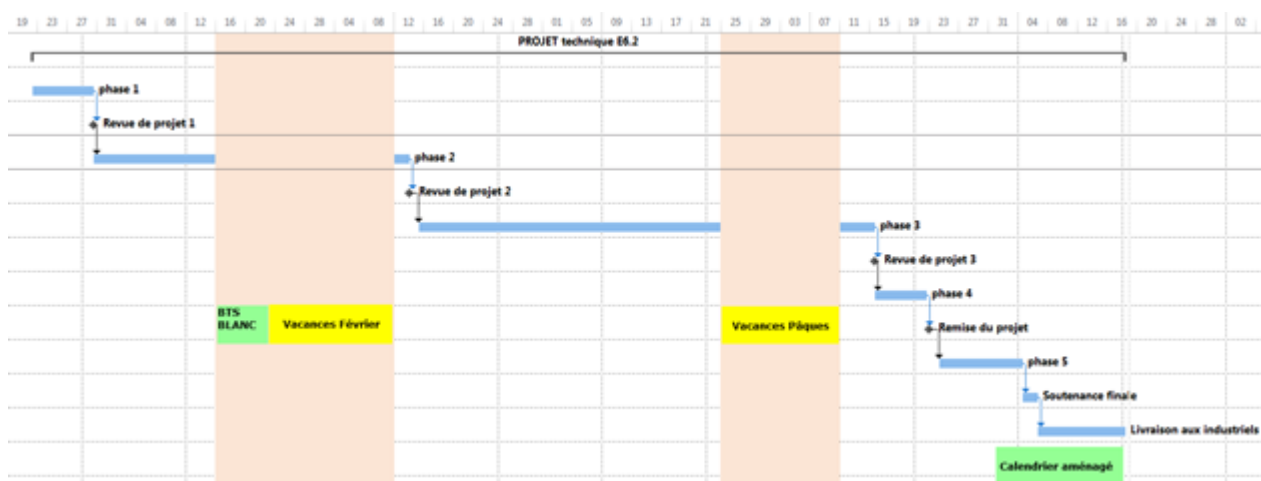 19 23 27 31 04 08 12 16 20 24 28 04 08 12 16 20 24 28 01 05 09 13 17 21 25 29 03 07 11 15 19 23 27 31 04 08 12 16 20 24 28 02
PROJET technique E6.2
phase 1
Revue de projet 1
phase 2
Revue de projet 2
phase 3
Revue de projet 3
phase 4
BTS
BLANC
Vacances Février
Vacances Pâques
Remise du projet
phase 5
Soutenance finale
Livraison aux industriels
Calendrier aménagé